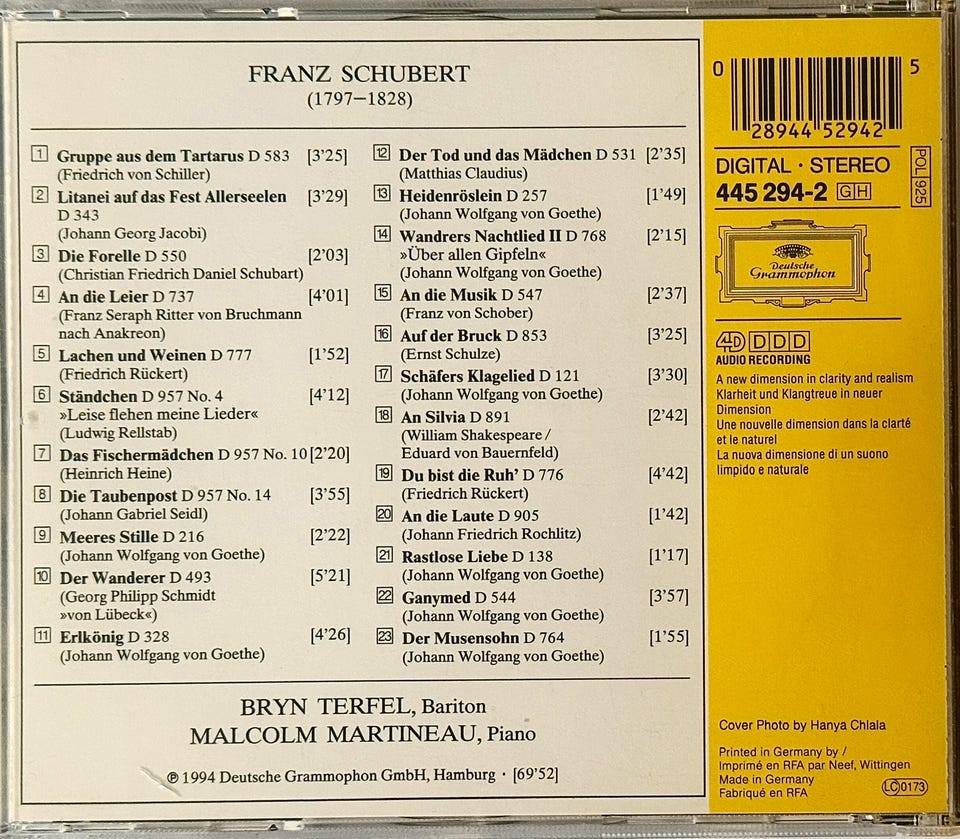 FRANZ SCHUBERT
(1797–1828)
1 Gruppe aus dem Tartarus D 583 [3'25]
(Friedrich von Schiller)
2 Litanei auf das Fest Allerseelen [3'29]
D 343
(Johann Georg Jacobi)
3 Die Forelle D 550 [2'03]
(Christian Friedrich Daniel Schubart)
4 An die Leier D 737 [4'01]
(Franz Seraph Ritter von Bruchmann
nach Anakreon)
5 Lachen und Weinen D 777 [1'52]
(Friedrich Rückert)
6 Ständchen D 957 No. 4 [4'12]
»Leise flehen meine Lieder«
(Ludwig Rellstab)
7 Das Fischermädchen D 957 No. 10 [2'20]
(Heinrich Heine)
8 Die Taubenpost D 957 No. 14 [3'55]
(Johann Gabriel Seidl)
9 Meeres Stille D 216 [2'22]
(Johann Wolfgang von Goethe)
10 Der Wanderer D 493 [5'21]
(Georg Philipp Schmidt
»von Lübeck«)
11 Erlkönig D 328 [4'26]
(Johann Wolfgang von Goethe)
12 Der Tod und das Mädchen D 531 [2'35]
(Matthias Claudius)
13 Heidenröslein D 257 [1'49]
(Johann Wolfgang von Goethe)
14 Wandrers Nachtlied II D 768 [2'15]
»Über allen Gipfeln«
(Johann Wolfgang von Goethe)
15 An die Musik D 547 [2'37]
(Franz von Schober)
16 Auf der Bruck D 853 [3'25]
(Ernst Schulze)
17 Schäfers Klagelied D 121 [3'30]
(Johann Wolfgang von Goethe)
18 An Silvia D 891 [2'42]
(William Shakespeare /
Eduard von Bauernfeld)
19 Du bist die Ruh' D 776 [4'42]
(Friedrich Rückert)
20 An die Laute D 905 [1'42]
(Johann Friedrich Rochlitz)
21 Rastlose Liebe D 138 [1'17]
(Johann Wolfgang von Goethe)
22 Ganymed D 544 [3'57]
(Johann Wolfgang von Goethe)
23 Der Musensohn D 764 [1'55]
(Johann Wolfgang von Goethe)
BRYN TERFEL, Bariton
MALCOLM MARTINEAU, Piano
℗ 1994 Deutsche Grammophon GmbH, Hamburg · [69'52]
0 28944 52942 5
DIGITAL · STEREO
445 294-2 GH
POL 925
Deutsche
Grammophon
4D DDD
AUDIO RECORDING
A new dimension in clarity and realism
Klarheit und Klangtreue in neuer
Dimension
Une nouvelle dimension dans la clarté
et le naturel
La nuova dimensione di un suono
limpido e naturale
Cover Photo by Hanya Chlala
Printed in Germany by /
Imprimé en RFA par Neef, Wittingen
Made in Germany
Fabriqué en RFA
LC 0173